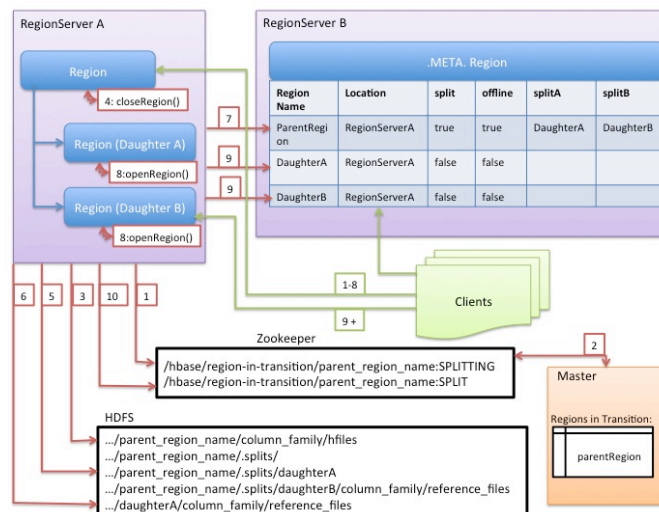 RegionServer A
Region
4: closeRegion()
Region (Daughter A)
8:openRegion()
Region (Daughter B)
8:openRegion()
7
9
9
RegionServer B
.META. Region
Region Name Location split offline splitA splitB
ParentRegi
on RegionServerA true true DaughterA DaughterB
DaughterA RegionServerA false false
DaughterB RegionServerA false false
6 5 3 10 1
1-8
9 +
Clients
Zookeeper
/hbase/region-in-transition/parent_region_name:SPLITTING
/hbase/region-in-transition/parent_region_name:SPLIT
2
Master
Regions in Transition:
parentRegion
HDFS
.../parent_region_name/column_family/hfiles
.../parent_region_name/.splits/
.../parent_region_name/.splits/daughterA
.../parent_region_name/.splits/daughterB/column_family/reference_files
.../daughterA/column_family/reference_files